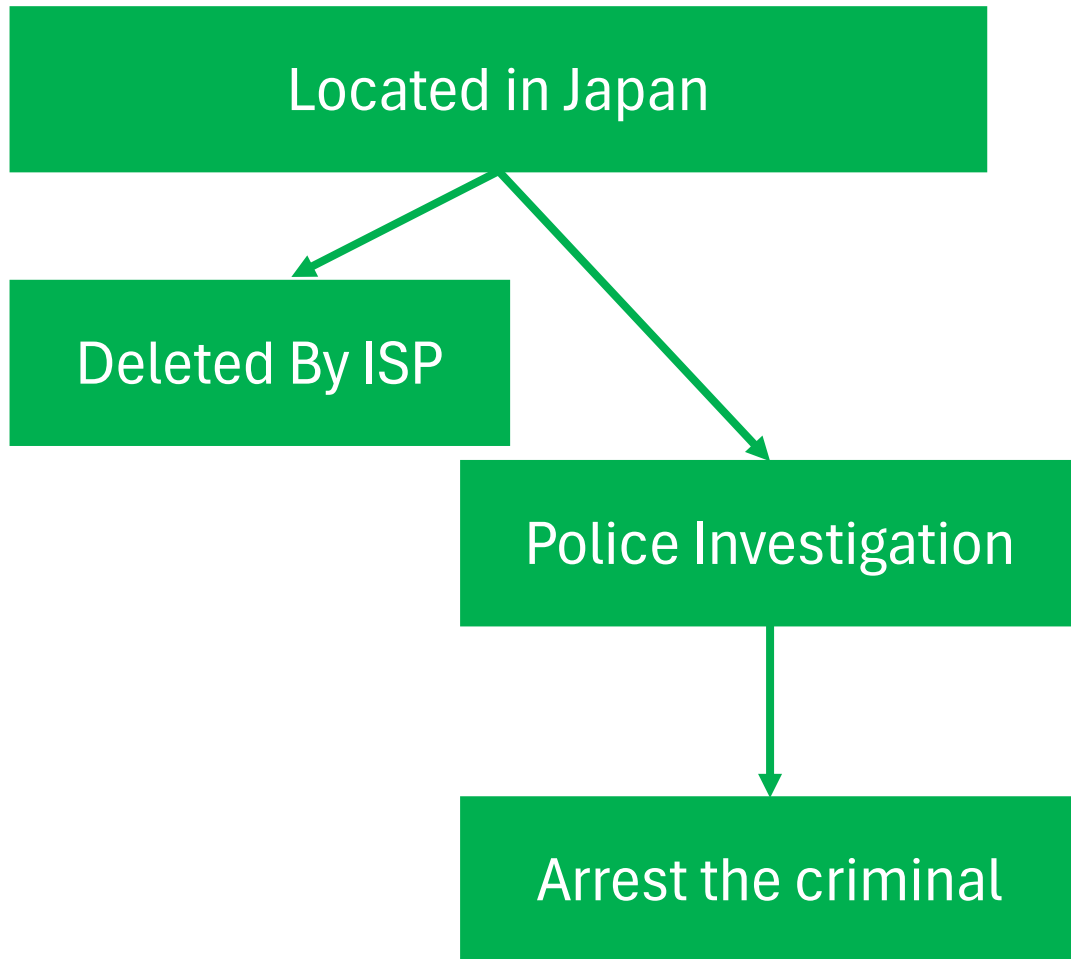 Located in Japan
Deleted By ISP
Police Investigation
Arrest the criminal